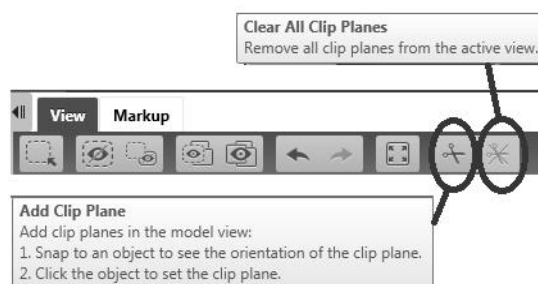 Clear All Clip Planes
Remove all clip planes from the active view.
View Markup
Add Clip Plane
Add clip planes in the model view:
1. Snap to an object to see the orientation of the clip plane.
2. Click the object to set the clip plane.